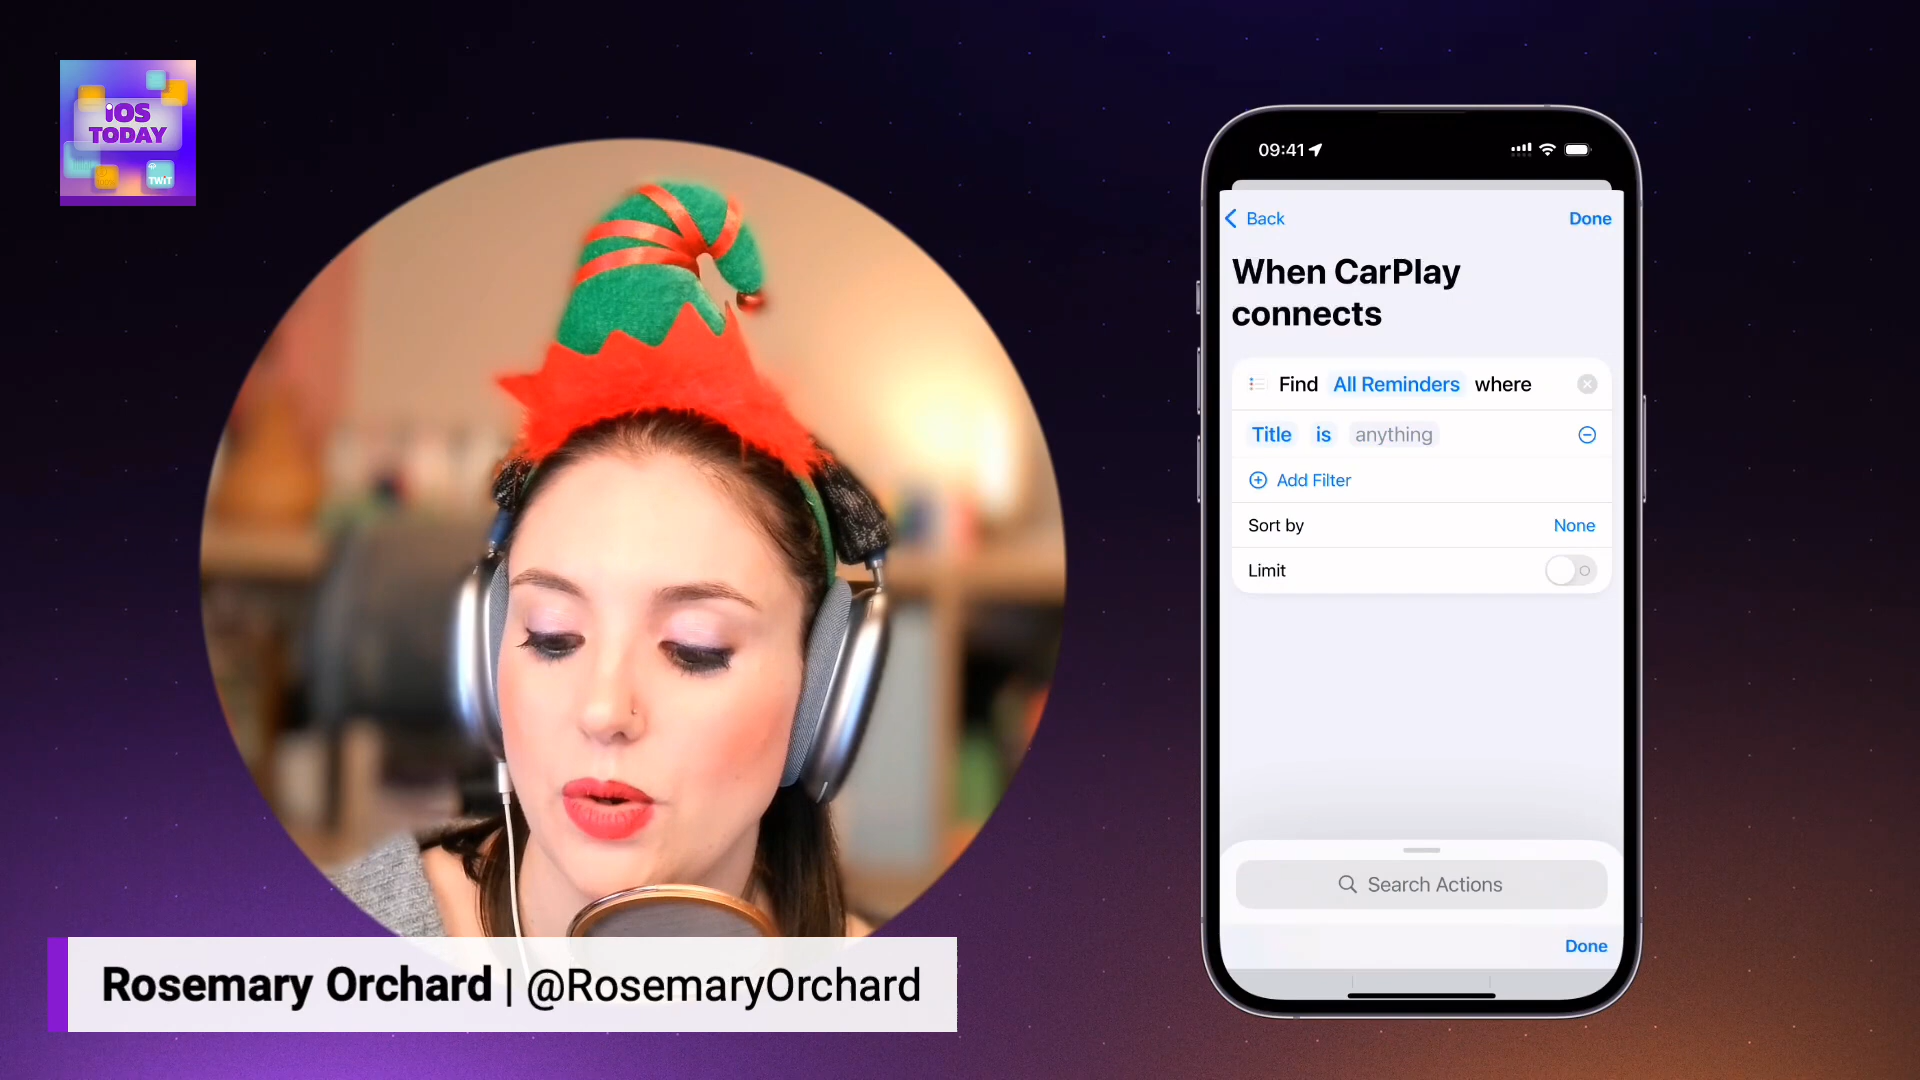 iOS
TODAY
TWiT
09:41
Back
Done
When CarPlay
connects
Find All Reminders where
Title is anything
Add Filter
Sort by
None
Limit
Search Actions
Done
Rosemary Orchard | @RosemaryOrchard